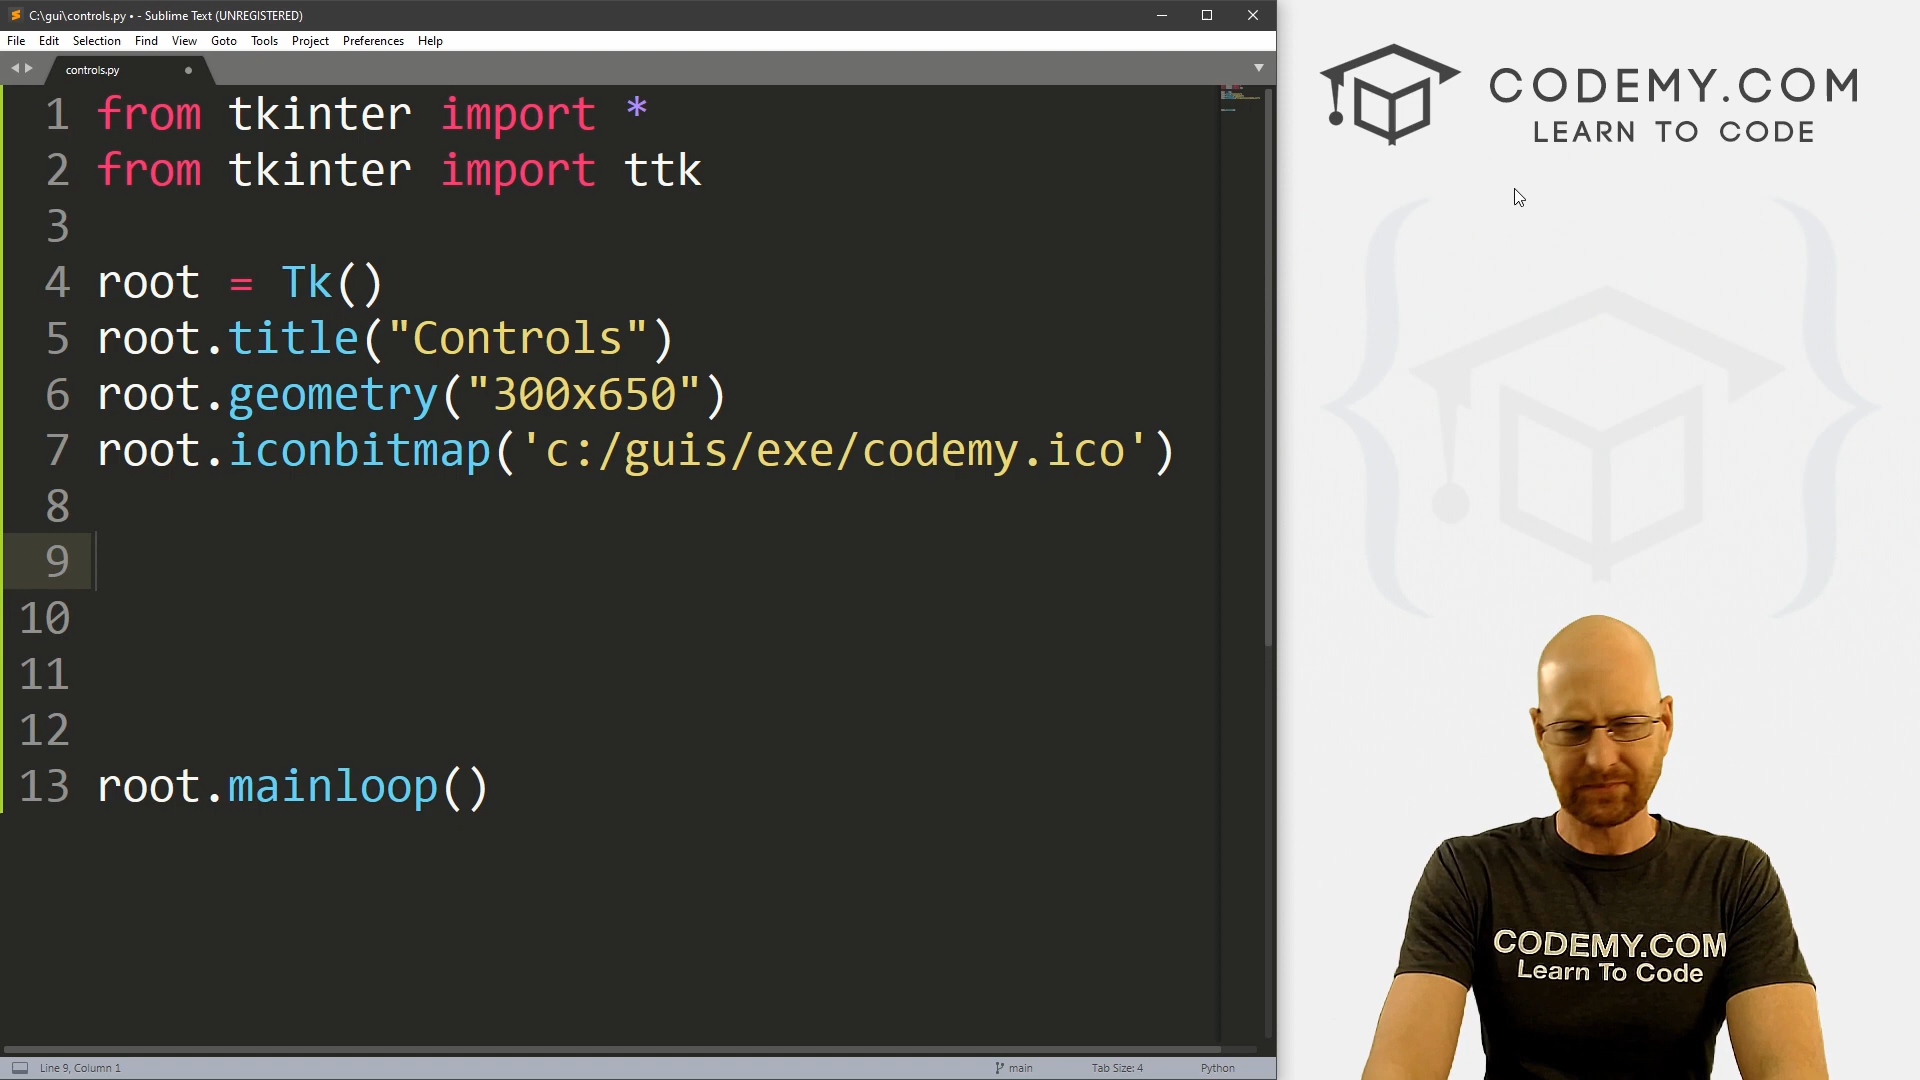 C:\gui\controls.py • - Sublime Text (UNREGISTERED)
File Edit Selection Find View Goto Tools Project Preferences Help
controls.py
1 from tkinter import *
2 from tkinter import ttk
3
4 root = Tk()
5 root.title("Controls")
6 root.geometry("300x650")
7 root.iconbitmap('c:/guis/exe/codemy.ico')
8
9
10
11
12
13 root.mainloop()
Line 9, Column 1
main
Tab Size: 4
Python
CODEMY.COM
LEARN TO CODE
CODEMY.COM
Learn To Code